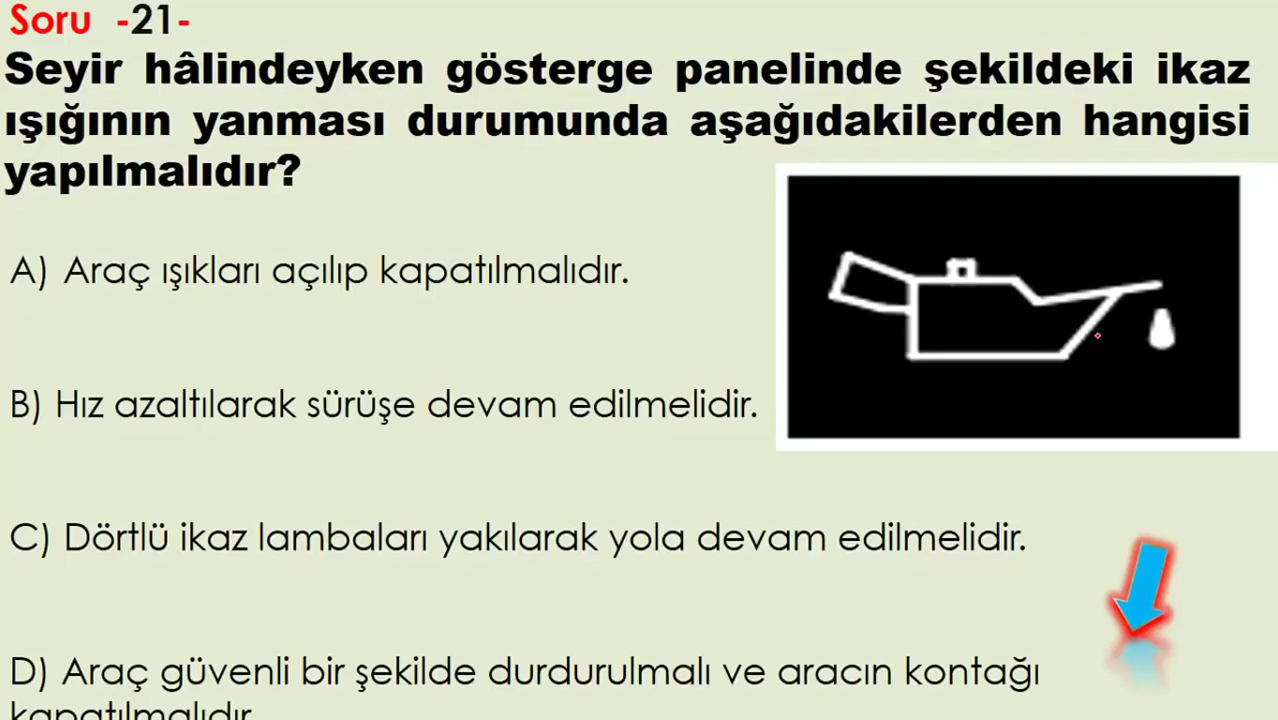 Soru -21-
Seyir hâlindeyken gösterge panelinde şekildeki ikaz
ışığının yanması durumunda aşağıdakilerden hangisi
yapılmalıdır?
A) Araç ışıkları açılıp kapatılmalıdır.
B) Hız azaltılarak sürüşe devam edilmelidir.
C) Dörtlü ikaz lambaları yakılarak yola devam edilmelidir.
D) Araç güvenli bir şekilde durdurulmalı ve aracın kontağı
kapatılmalıdır